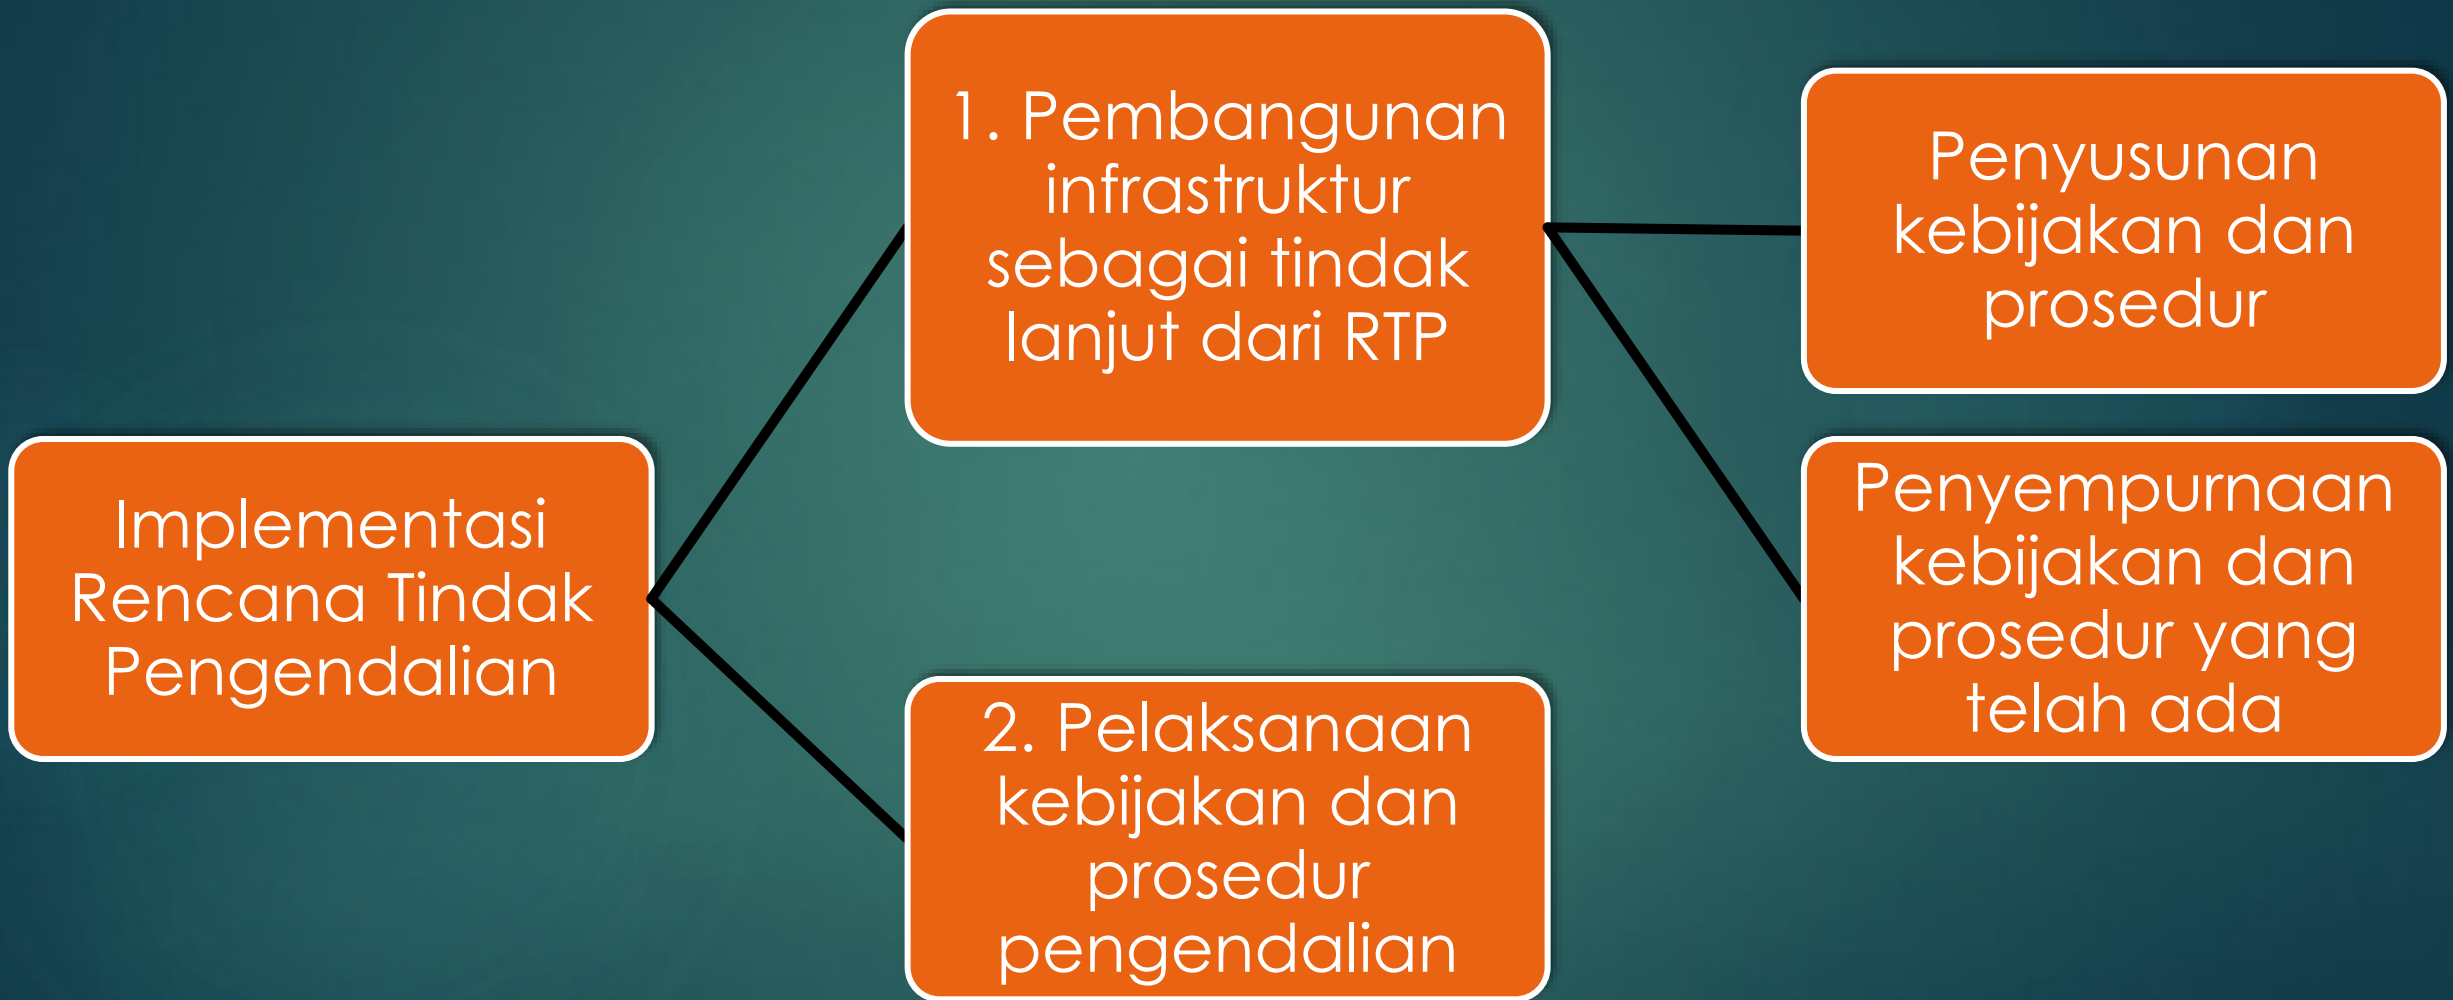 Implementasi
Rencana Tindak
Pengendalian
1. Pembangunan
infrastruktur
sebagai tindak
lanjut dari RTP
2. Pelaksanaan
kebijakan dan
prosedur
pengendalian
Penyusunan
kebijakan dan
prosedur
Penyempurnaan
kebijakan dan
prosedur yang
telah ada